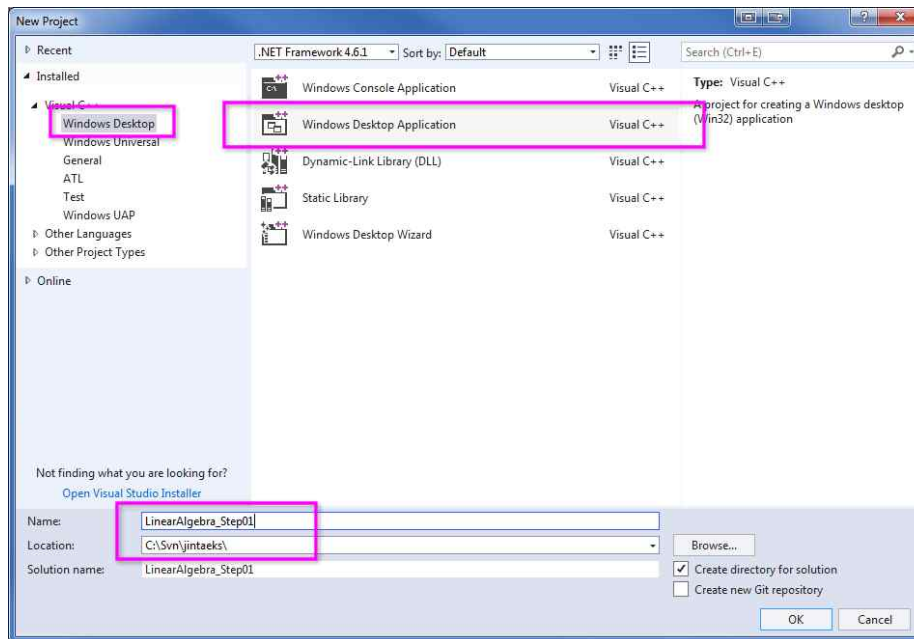 New Project
Recent
.NET Framework 4.6.1 Sort by: Default
Search (Ctrl+E)
Installed
Visual C++
Windows Desktop
Windows Universal
General
ATL
Test
Windows UAP
Other Languages
Other Project Types
Online
Windows Console Application Visual C++
Windows Desktop Application Visual C++
Dynamic-Link Library (DLL) Visual C++
Static Library Visual C++
Windows Desktop Wizard Visual C++
Type: Visual C++
A project for creating a Windows desktop
(Win32) application
Not finding what you are looking for?
Open Visual Studio Installer
Name: LinearAlgebra_Step01
Location: C:\Svn\jintaeks\
Browse...
Solution name: LinearAlgebra_Step01
Create directory for solution
Create new Git repository
OK Cancel